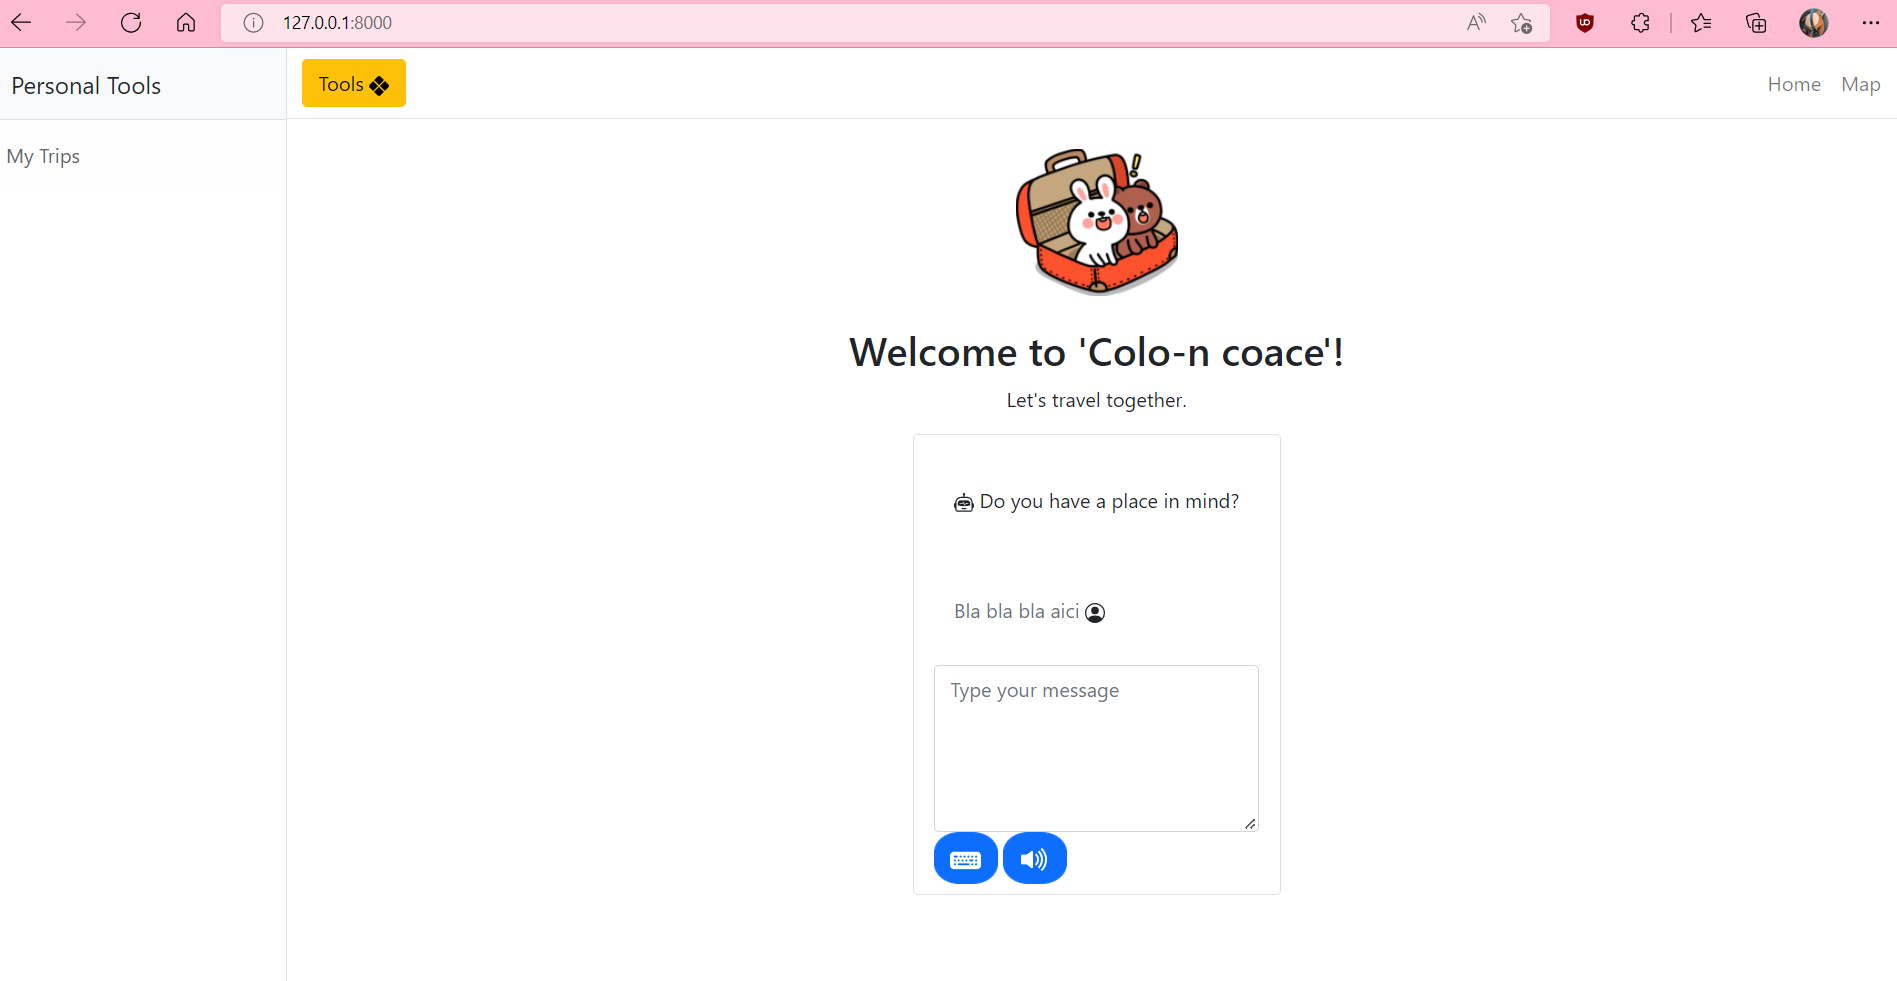 127.0.0.1:8000
Personal Tools
Tools
Home
Map
My Trips
Welcome to 'Colo-n coace'!
Let's travel together.
Do you have a place in mind?
Bla bla bla aici
Type your message